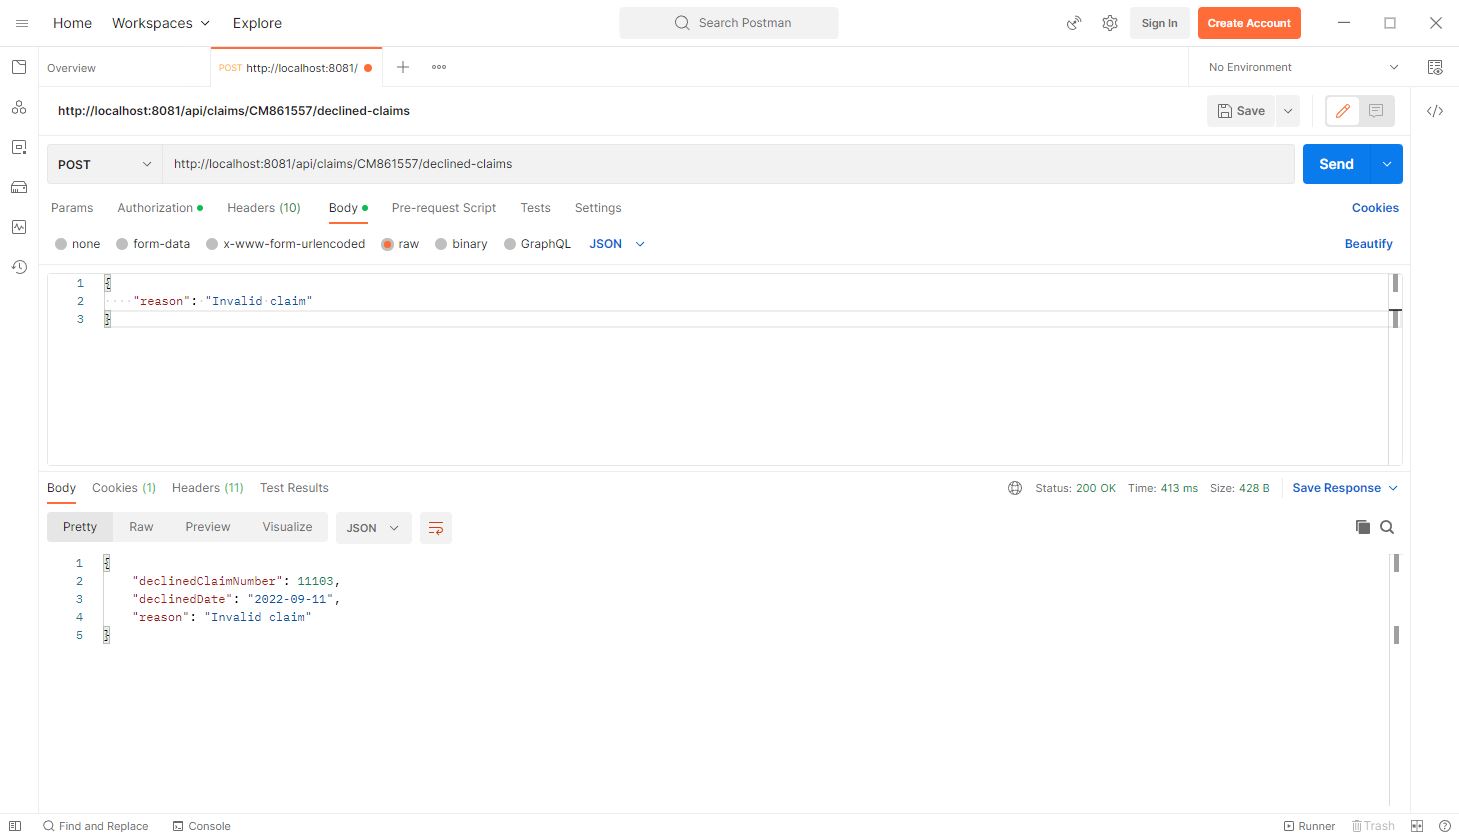 Home Workspaces Explore Search Postman Sign In Create Account
Overview POST http://localhost:8081/ No Environment
http://localhost:8081/api/claims/CM861557/declined-claims Save
POST http://localhost:8081/api/claims/CM861557/declined-claims Send
Params Authorization Headers (10) Body Pre-request Script Tests Settings Cookies
none form-data x-www-form-urlencoded raw binary GraphQL JSON Beautify
1 {
2 "reason": "Invalid claim"
3 }
Body Cookies (1) Headers (11) Test Results Status: 200 OK Time: 413 ms Size: 428 B Save Response
Pretty Raw Preview Visualize JSON
1 {
2 "declinedClaimNumber": 11103,
3 "declinedDate": "2022-09-11",
4 "reason": "Invalid claim"
5 }
Find and Replace Console Runner Trash